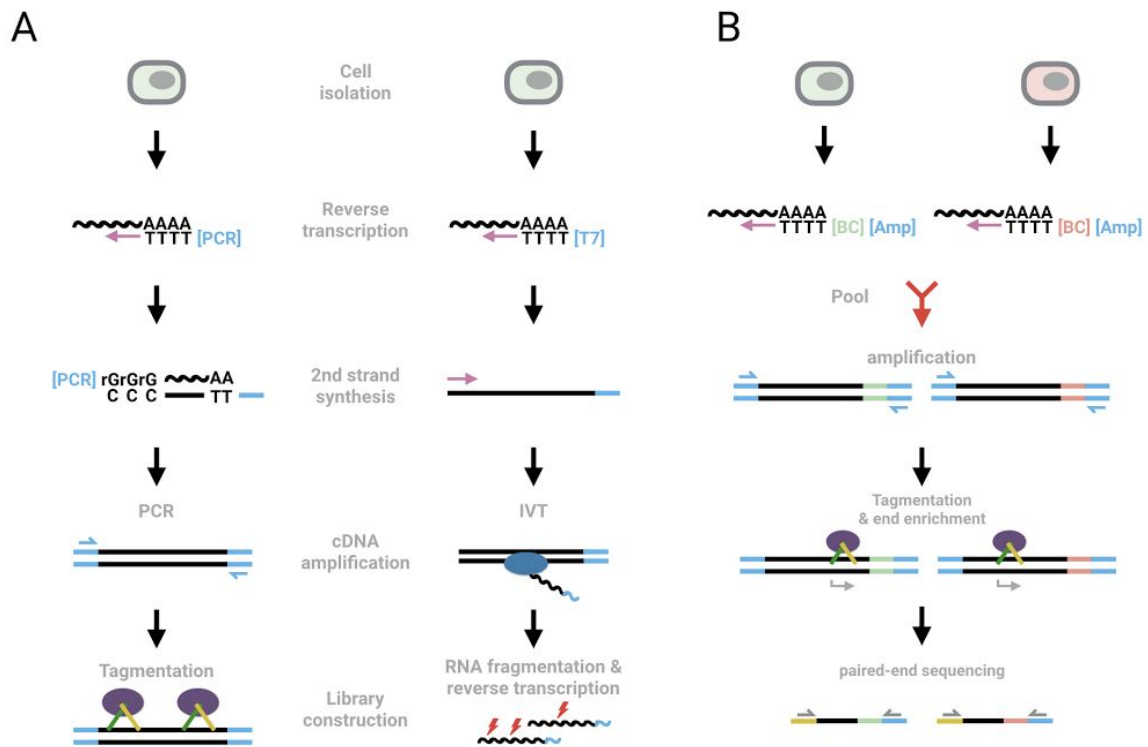 A
B
Cell
isolation
AAAA
TTTT [PCR]
Reverse
transcription
AAAA
TTTT [T7]
AAAA
TTTT [BC] [Amp]
AAAA
TTTT [BC] [Amp]
Pool
amplification
[PCR] rGrGrG AA
C C C TT
2nd strand
synthesis
PCR
IVT
cDNA
amplification
Tagmentation
& end enrichment
Tagmentation
RNA fragmentation &
reverse transcription
Library
construction
paired-end sequencing